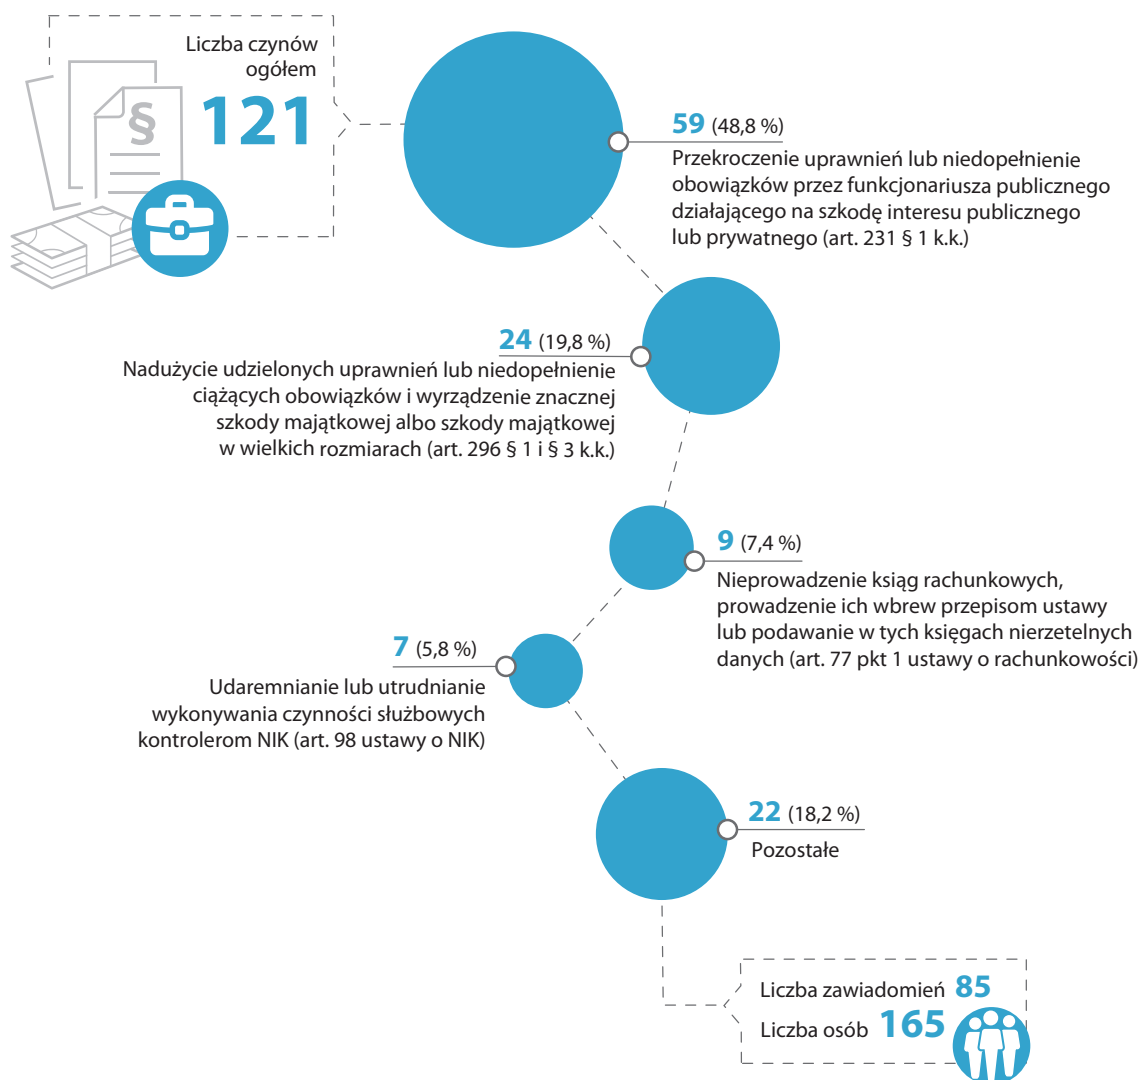 Liczba czynów
ogółem
121
§
59 (48,8 %)
Przekroczenie uprawnień lub niedopełnienie
obowiązków przez funkcjonariusza publicznego
działającego na szkodę interesu publicznego
lub prywatnego (art. 231 § 1 k.k.)
24 (19,8 %)
Nadużycie udzielonych uprawnień lub niedopełnienie
ciążących obowiązków i wyrządzenie znacznej
szkody majątkowej albo szkody majątkowej
w wielkich rozmiarach (art. 296 § 1 i § 3 k.k.)
9 (7,4 %)
Nieprowadzenie ksiąg rachunkowych,
prowadzenie ich wbrew przepisom ustawy
lub podawanie w tych księgach nierzetelnych
danych (art. 77 pkt 1 ustawy o rachunkowości)
7 (5,8 %)
Udaremnianie lub utrudnianie
wykonywania czynności służbowych
kontrolerom NIK (art. 98 ustawy o NIK)
22 (18,2 %)
Pozostałe
Liczba zawiadomień 85
Liczba osób 165